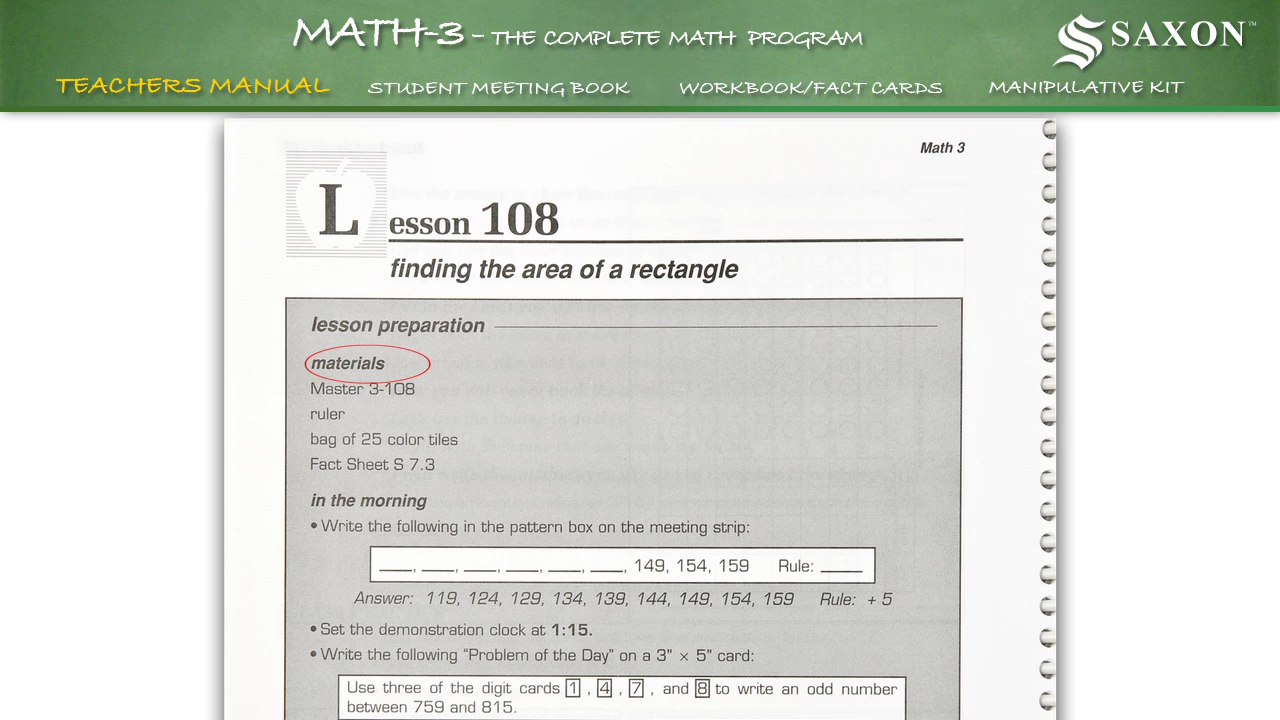 MATH-3 – THE COMPLETE MATH PROGRAM
SAXON™
TEACHERS MANUAL STUDENT MEETING BOOK WORKBOOK/FACT CARDS MANIPULATIVE KIT
Math 3
Lesson 108
finding the area of a rectangle
lesson preparation
materials
Master 3-108
ruler
bag of 25 color tiles
Fact Sheet S 7.3
in the morning
• Write the following in the pattern box on the meeting strip:
___, ___, ___, ___, ___, ___, 149, 154, 159 Rule: ____
Answer: 119, 124, 129, 134, 139, 144, 149, 154, 159 Rule: + 5
• Set the demonstration clock at 1:15.
• Write the following “Problem of the Day” on a 3" × 5" card:
Use three of the digit cards 1 , 4 , 7 , and 8 to write an odd number
between 759 and 815.